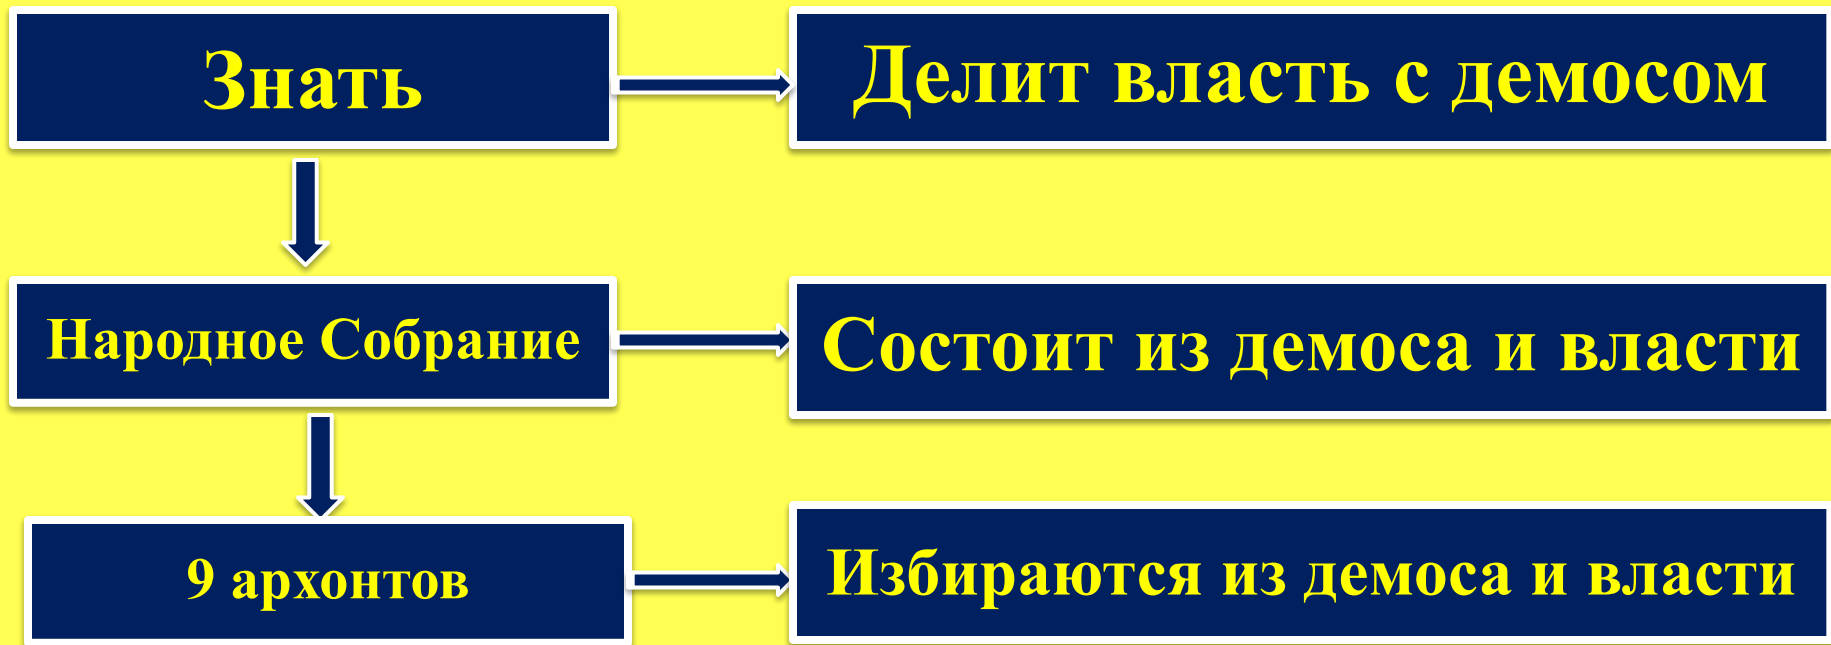 Знать
Делит власть с демосом
Народное Собрание
Состоит из демоса и власти
9 архонтов
Избираются из демоса и власти